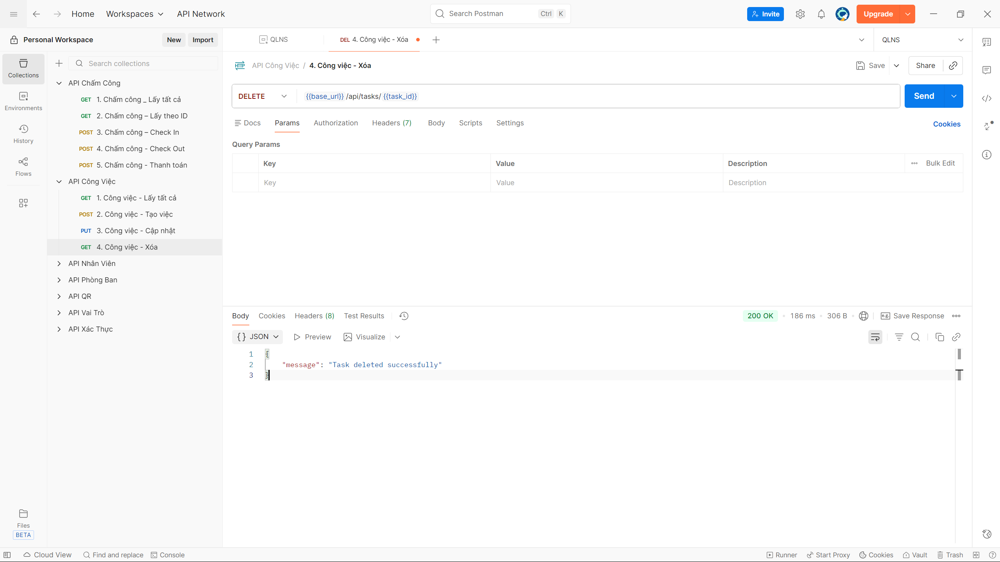 Home Workspaces API Network Search Postman Ctrl K Invite Upgrade
Personal Workspace New Import QLNS DEL 4. Công việc - Xóa QLNS
Collections
Environments
History
Flows
Search collections
API Chấm Công
GET 1. Chấm công _ Lấy tất cả
GET 2. Chấm công – Lấy theo ID
POST 3. Chấm công – Check In
POST 4. Chấm công - Check Out
POST 5. Chấm công - Thanh toán
API Công Việc
GET 1. Công việc - Lấy tất cả
POST 2. Công việc - Tạo việc
PUT 3. Công việc - Cập nhật
GET 4. Công việc - Xóa
API Nhân Viên
API Phòng Ban
API QR
API Vai Trò
API Xác Thực
Files
BETA
HTTP API Công Việc / 4. Công việc - Xóa Save Share
DELETE {{base_url}}/api/tasks/{{task_id}} Send
Docs Params Authorization Headers (7) Body Scripts Settings Cookies
Query Params
Key Value Description Bulk Edit
Key Value Description
Body Cookies Headers (8) Test Results 200 OK 186 ms 306 B e.g. Save Response
{ } JSON Preview Visualize
1 {
2 "message": "Task deleted successfully"
3 }
Cloud View Find and replace Console Runner Start Proxy Cookies Vault Trash